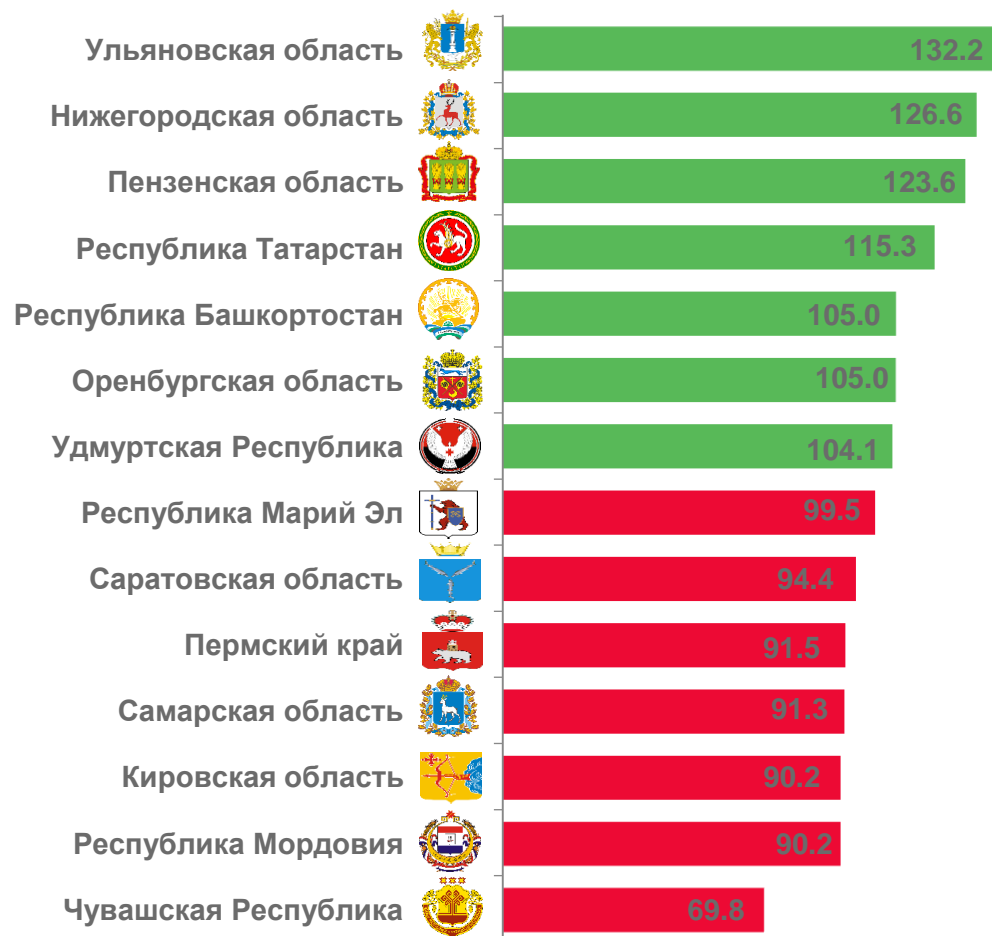 Ульяновская область 132.2
Нижегородская область 126.6
Пензенская область 123.6
Республика Татарстан 115.3
Республика Башкортостан 105.0
Оренбургская область 105.0
Удмуртская Республика 104.1
Республика Марий Эл 99.5
Саратовская область 94.4
Пермский край 91.5
Самарская область 91.3
Кировская область 90.2
Республика Мордовия 90.2
Чувашская Республика 69.8